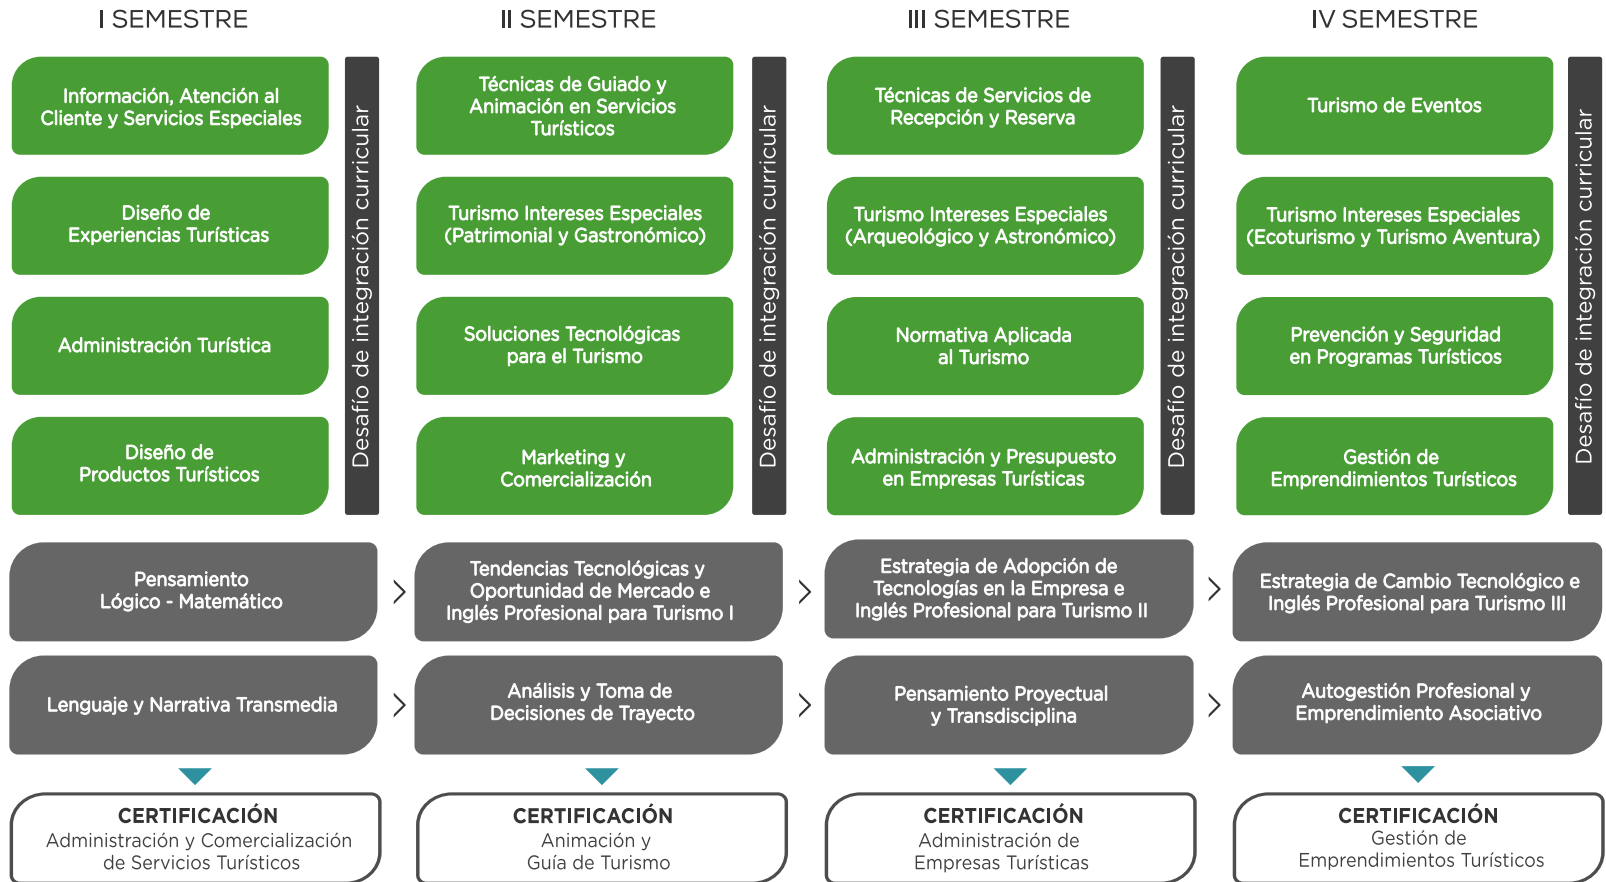 I SEMESTRE
Información, Atención al
Cliente y Servicios Especiales
Diseño de
Experiencias Turísticas
Administración Turística
Diseño de
Productos Turísticos
Desafío de integración curricular
Pensamiento
Lógico - Matemático
Lenguaje y Narrativa Transmedia
CERTIFICACIÓN
Administración y Comercialización
de Servicios Turísticos
II SEMESTRE
Técnicas de Guiado y
Animación en Servicios
Turísticos
Turismo Intereses Especiales
(Patrimonial y Gastronómico)
Soluciones Tecnológicas
para el Turismo
Marketing y
Comercialización
Desafío de integración curricular
Tendencias Tecnológicas y
Oportunidad de Mercado e
Inglés Profesional para Turismo I
Análisis y Toma de
Decisiones de Trayecto
CERTIFICACIÓN
Animación y
Guía de Turismo
III SEMESTRE
Técnicas de Servicios de
Recepción y Reserva
Turismo Intereses Especiales
(Arqueológico y Astronómico)
Normativa Aplicada
al Turismo
Administración y Presupuesto
en Empresas Turísticas
Desafío de integración curricular
Estrategia de Adopción de
Tecnologías en la Empresa e
Inglés Profesional para Turismo II
Pensamiento Proyectual
y Transdisciplina
CERTIFICACIÓN
Administración de
Empresas Turísticas
IV SEMESTRE
Turismo de Eventos
Turismo Intereses Especiales
(Ecoturismo y Turismo Aventura)
Prevención y Seguridad
en Programas Turísticos
Gestión de
Emprendimientos Turísticos
Desafío de integración curricular
Estrategia de Cambio Tecnológico e
Inglés Profesional para Turismo III
Autogestión Profesional y
Emprendimiento Asociativo
CERTIFICACIÓN
Gestión de
Emprendimientos Turísticos